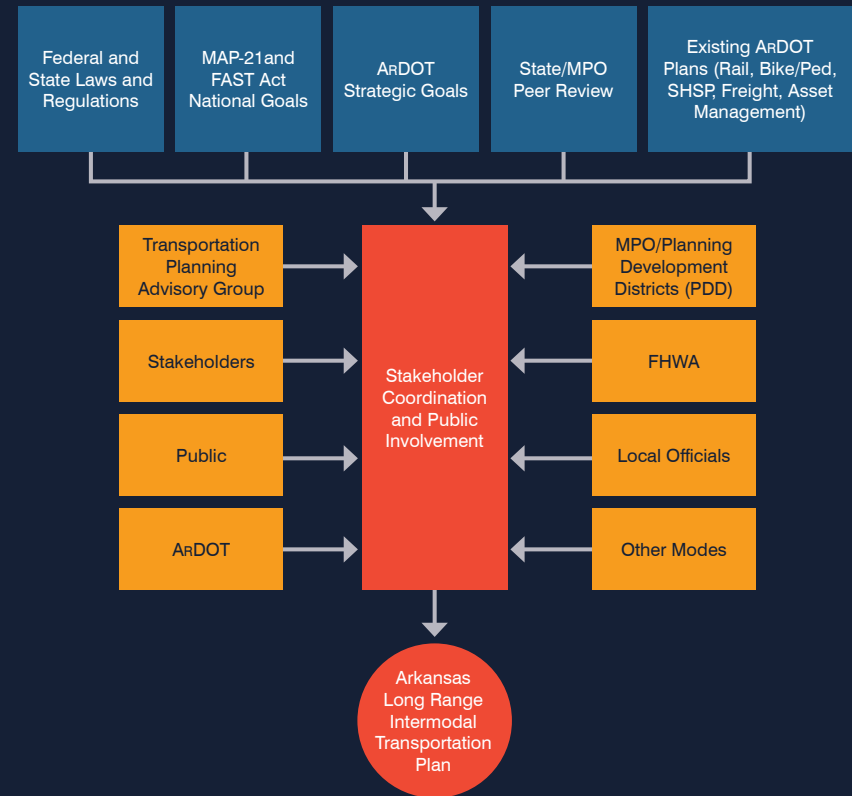 Federal and
State Laws and
Regulations
MAP-21and
FAST Act
National Goals
ARDOT
Strategic Goals
State/MPO
Peer Review
Existing ARDOT
Plans (Rail, Bike/Ped,
SHSP, Freight, Asset
Management)
Transportation
Planning
Advisory Group
Stakeholders
Public
ARDOT
Stakeholder
Coordination
and Public
Involvement
MPO/Planning
Development
Districts (PDD)
FHWA
Local Officials
Other Modes
Arkansas
Long Range
Intermodal
Transportation
Plan